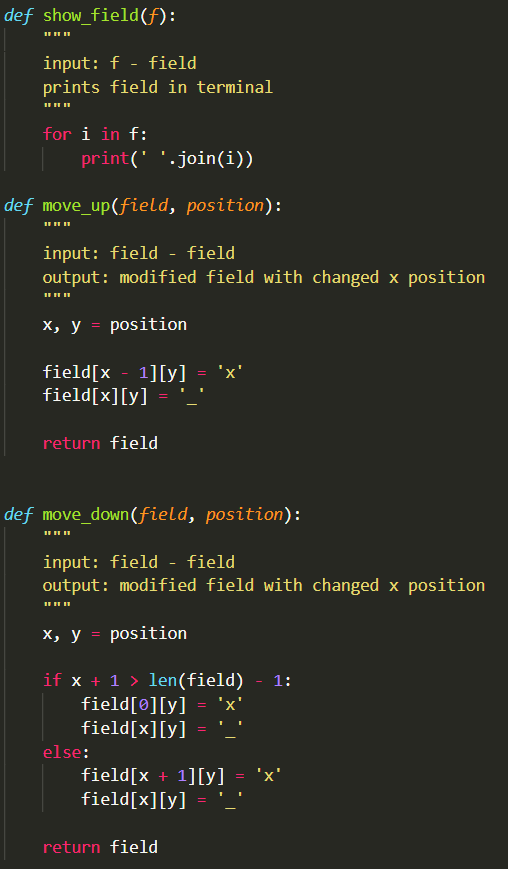 def show_field(f):
    """
    input: f - field
    prints field in terminal
    """
    for i in f:
        print(' '.join(i))

def move_up(field, position):
    """
    input: field - field
    output: modified field with changed x position
    """
    x, y = position

    field[x - 1][y] = 'x'
    field[x][y] = '_'

    return field


def move_down(field, position):
    """
    input: field - field
    output: modified field with changed x position
    """
    x, y = position

    if x + 1 > len(field) - 1:
        field[0][y] = 'x'
        field[x][y] = '_'
    else:
        field[x + 1][y] = 'x'
        field[x][y] = '_'

    return field